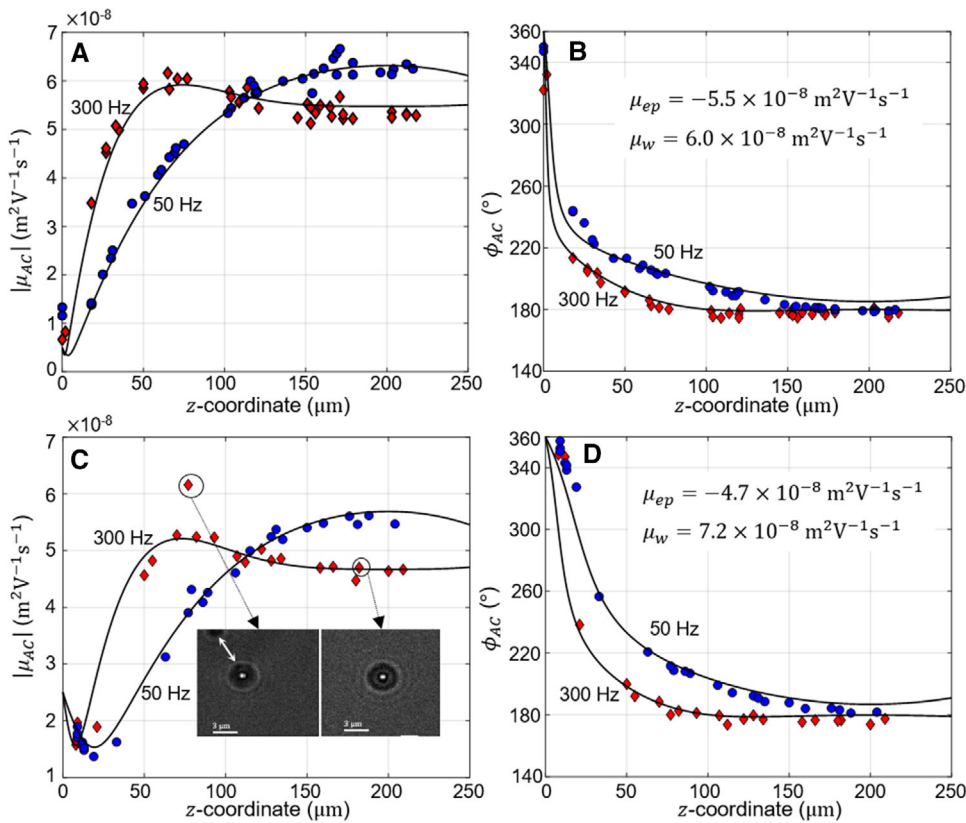 ×10⁻⁸
A
7
6
5
4
3
2
1
0
|μ_AC| (m²V⁻¹s⁻¹)
300 Hz
50 Hz
0 50 100 150 200 250
z-coordinate (μm)
B
360
340
300
260
220
180
140
ϕ_AC (°)
μ_ep = −5.5 × 10⁻⁸ m²V⁻¹s⁻¹
μ_w = 6.0 × 10⁻⁸ m²V⁻¹s⁻¹
50 Hz
300 Hz
0 50 100 150 200 250
z-coordinate (μm)
×10⁻⁸
C
7
6
5
4
3
2
1
|μ_AC| (m²V⁻¹s⁻¹)
300 Hz
50 Hz
3 μm
3 μm
0 50 100 150 200 250
z-coordinate (μm)
D
360
340
300
260
220
180
140
ϕ_AC (°)
μ_ep = −4.7 × 10⁻⁸ m²V⁻¹s⁻¹
μ_w = 7.2 × 10⁻⁸ m²V⁻¹s⁻¹
50 Hz
300 Hz
0 50 100 150 200 250
z-coordinate (μm)